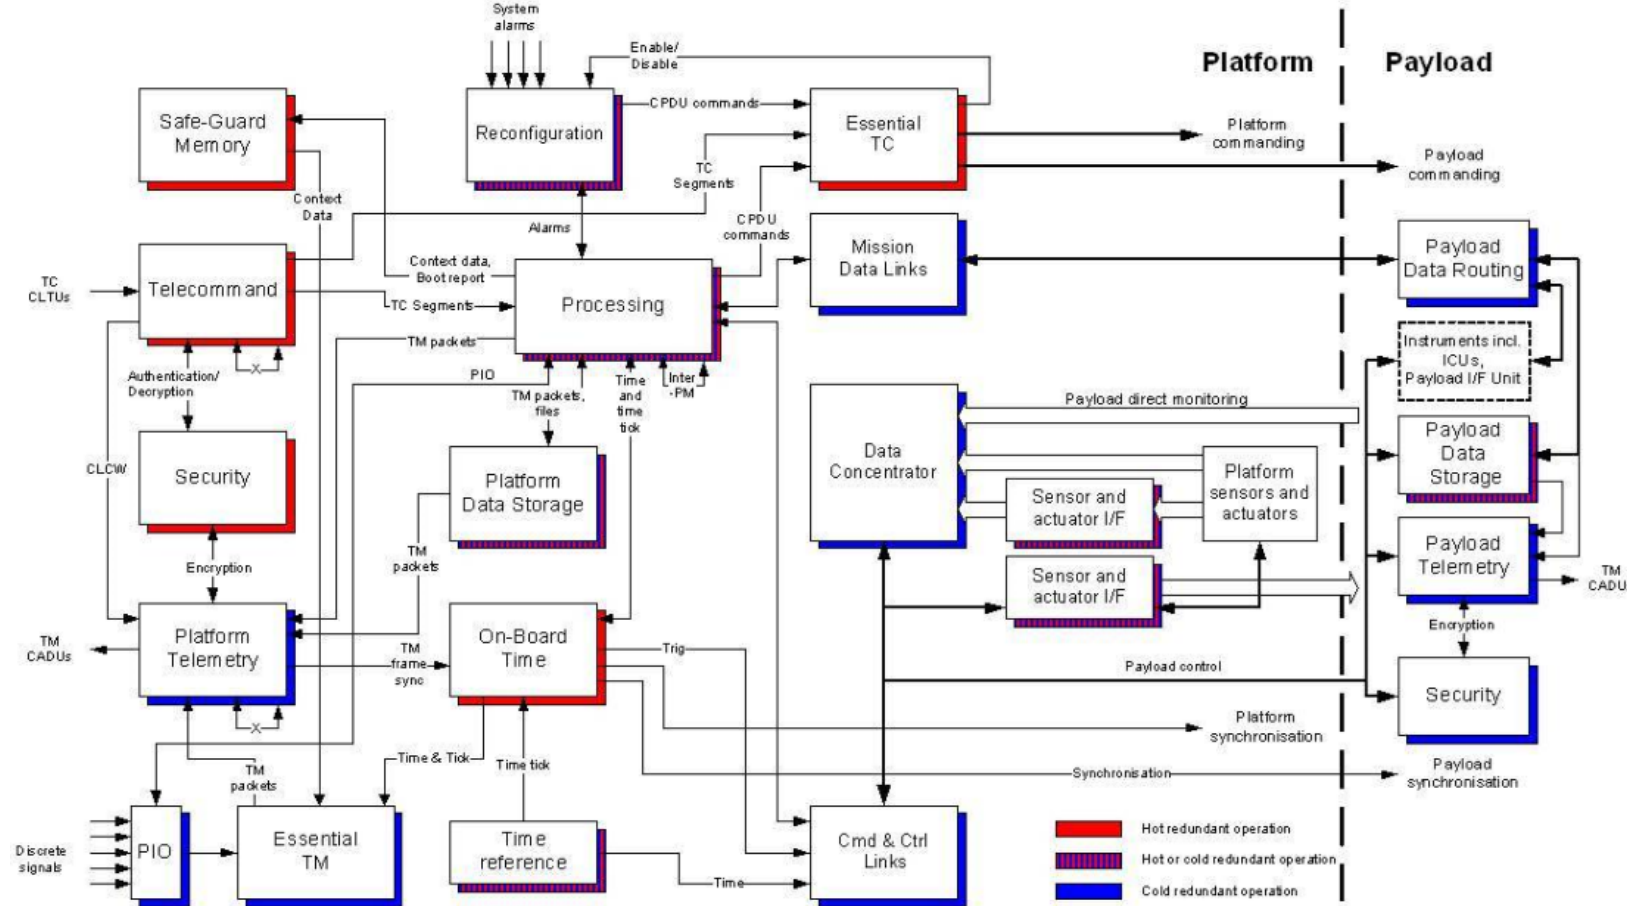 System
alarms
Enable/
Disable
Platform
Payload
Safe-Guard
Memory
Reconfiguration
CPDU commands
Essential
TC
Platform
commanding
Payload
commanding
TC
Segments
Context
Data
Alarms
CPDU
commands
Mission
Data Links
Payload
Data Routing
TC
CLTUs
Telecommand
Context data,
Boot report
TC Segments
Processing
TM packets
Instruments incl.
ICUs,
Payload I/F Unit
X
Authentication/
Decryption
PIO
TM packets,
files
Time
and
time
tick
Inter
-PM
Payload direct monitoring
CLCW
Security
Platform
Data Storage
Data
Concentrator
Sensor and
actuator I/F
Platform
sensors and
actuators
Payload
Data
Storage
Encryption
TM
packets
Sensor and
actuator I/F
Payload
Telemetry
TM
CADU
TM
CADUs
Platform
Telemetry
TM
frame
sync
On-Board
Time
Trig
Payload control
Encryption
Security
X
Platform
synchronisation
Time & Tick
Time tick
TM
packets
Synchronisation
Payload
synchronisation
Discrete
signals
PIO
Essential
TM
Time
reference
Time
Cmd & Ctrl
Links
Hot redundant operation
Hot or cold redundant operation
Cold redundant operation